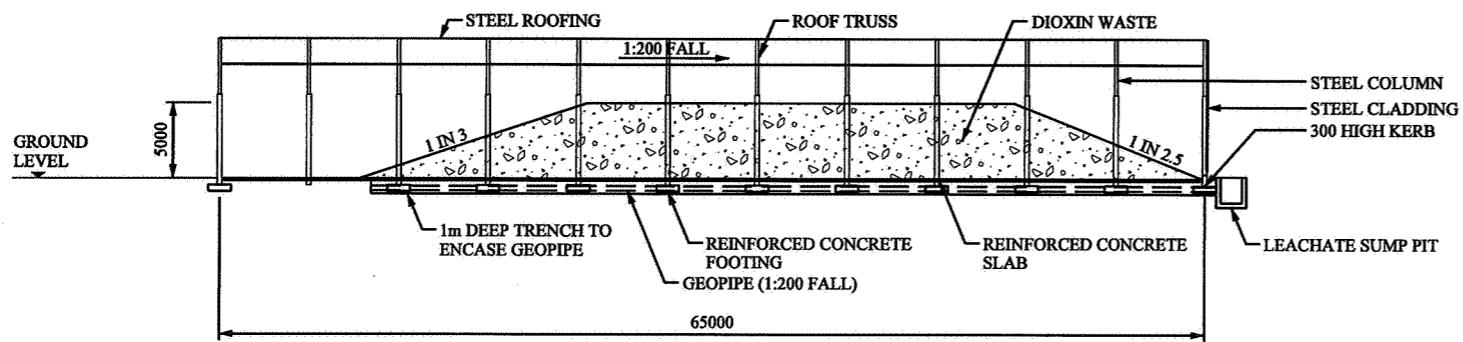 STEEL ROOFING
ROOF TRUSS
DIOXIN WASTE
1:200 FALL
STEEL COLUMN
STEEL CLADDING
300 HIGH KERB
GROUND
LEVEL
5000
1 IN 3
1 IN 2.5
1m DEEP TRENCH TO
ENCASE GEOPIPE
REINFORCED CONCRETE
FOOTING
REINFORCED CONCRETE
SLAB
LEACHATE SUMP PIT
GEOPIPE (1:200 FALL)
65000